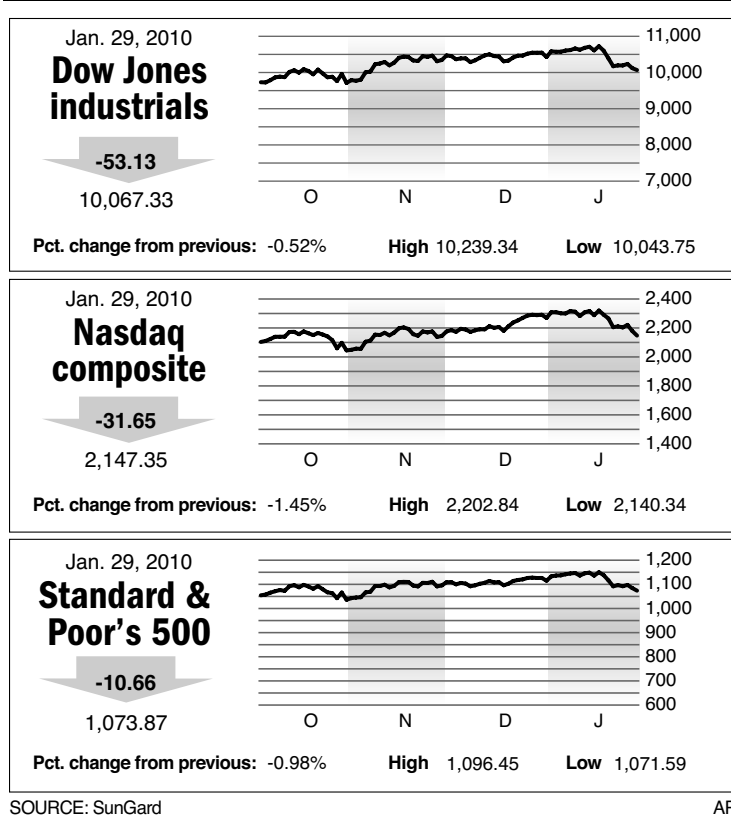 Jan. 29, 2010
Dow Jones
industrials
-53.13
10,067.33
11,000
10,000
9,000
8,000
7,000
O N D J
Pct. change from previous: -0.52% High 10,239.34 Low 10,043.75
Jan. 29, 2010
Nasdaq
composite
-31.65
2,147.35
2,400
2,200
2,000
1,800
1,600
1,400
O N D J
Pct. change from previous: -1.45% High 2,202.84 Low 2,140.34
Jan. 29, 2010
Standard &
Poor's 500
-10.66
1,073.87
1,200
1,100
1,000
900
800
700
600
O N D J
Pct. change from previous: -0.98% High 1,096.45 Low 1,071.59
SOURCE: SunGard AP